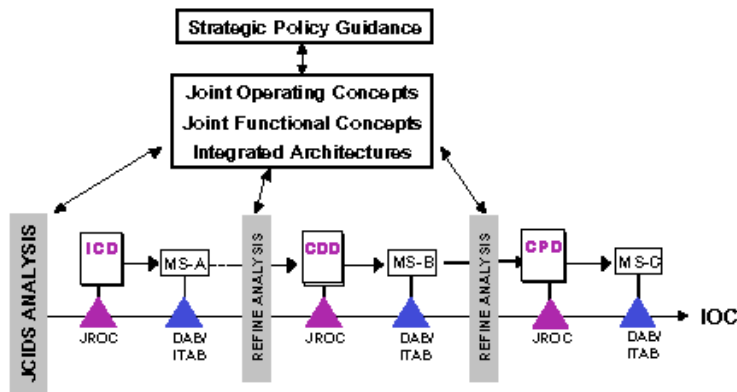 Strategic Policy Guidance
Joint Operating Concepts
Joint Functional Concepts
Integrated Architectures
JCIDS ANALYSIS
ICD
MS-A
REFINE ANALYSIS
CDD
MS-B
REFINE ANALYSIS
CPD
MS-C
IOC
JROC
DAB/
ITAB
JROC
DAB/
ITAB
JROC
DAB/
ITAB